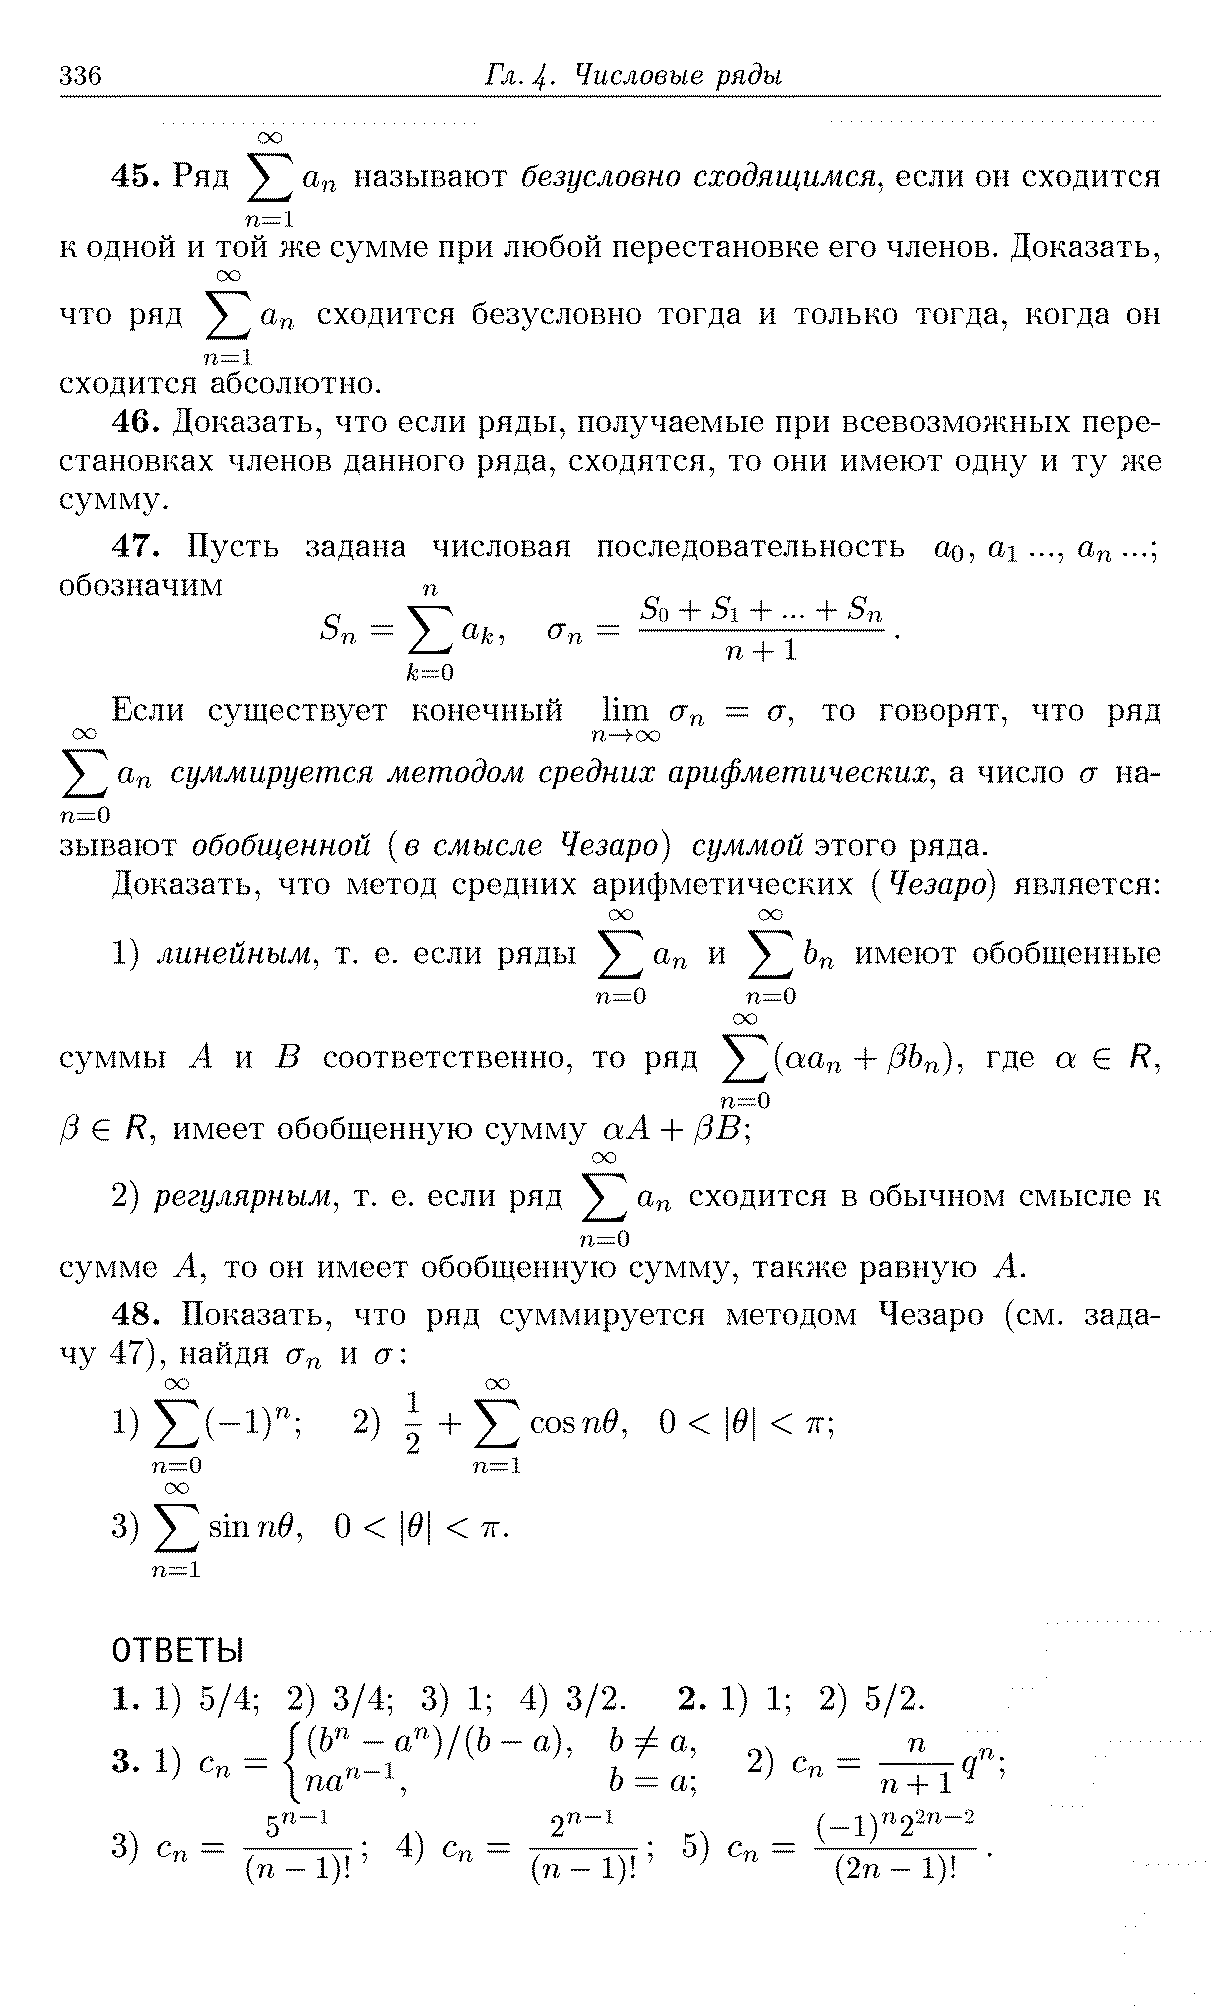 336 Гл. 4. Числовые ряды
45. Ряд $\sum_{n=1}^{\infty} a_n$ называют безусловно сходящимся, если он сходится
к одной и той же сумме при любой перестановке его членов. Доказать,
что ряд $\sum_{n=1}^{\infty} a_n$ сходится безусловно тогда и только тогда, когда он
сходится абсолютно.
46. Доказать, что если ряды, получаемые при всевозможных пере-
становках членов данного ряда, сходятся, то они имеют одну и ту же
сумму.
47. Пусть задана числовая последовательность $a_0, a_1 ..., a_n ...;$
обозначим
$S_n = \sum_{k=0}^{n} a_k, \quad \sigma_n = \frac{S_0 + S_1 + ... + S_n}{n+1}.$
Если существует конечный $\lim_{n\to\infty} \sigma_n = \sigma$, то говорят, что ряд
$\sum_{n=0}^{\infty} a_n$ суммируется методом средних арифметических, а число $\sigma$ на-
зывают обобщенной (в смысле Чезаро) суммой этого ряда.
Доказать, что метод средних арифметических (Чезаро) является:
1) линейным, т. е. если ряды $\sum_{n=0}^{\infty} a_n$ и $\sum_{n=0}^{\infty} b_n$ имеют обобщенные
суммы A и B соответственно, то ряд $\sum_{n=0}^{\infty} (\alpha a_n + \beta b_n)$, где $\alpha \in R$,
$\beta \in R$, имеет обобщенную сумму $\alpha A + \beta B$;
2) регулярным, т. е. если ряд $\sum_{n=0}^{\infty} a_n$ сходится в обычном смысле к
сумме A, то он имеет обобщенную сумму, также равную A.
48. Показать, что ряд суммируется методом Чезаро (см. зада-
чу 47), найдя $\sigma_n$ и $\sigma$:
1) $\sum_{n=0}^{\infty} (-1)^n$; 2) $\frac{1}{2} + \sum_{n=1}^{\infty} \cos n\theta, \quad 0 < |\theta| < \pi$;
3) $\sum_{n=1}^{\infty} \sin n\theta, \quad 0 < |\theta| < \pi$.
ОТВЕТЫ
1. 1) 5/4; 2) 3/4; 3) 1; 4) 3/2. 2. 1) 1; 2) 5/2.
3. 1) $c_n = \begin{cases} (b^n - a^n)/(b - a), & b \neq a, \\ na^{n-1}, & b = a; \end{cases}$ 2) $c_n = \frac{n}{n+1} q^n$;
3) $c_n = \frac{5^{n-1}}{(n-1)!}$; 4) $c_n = \frac{2^{n-1}}{(n-1)!}$; 5) $c_n = \frac{(-1)^n 2^{2n-2}}{(2n-1)!}$.